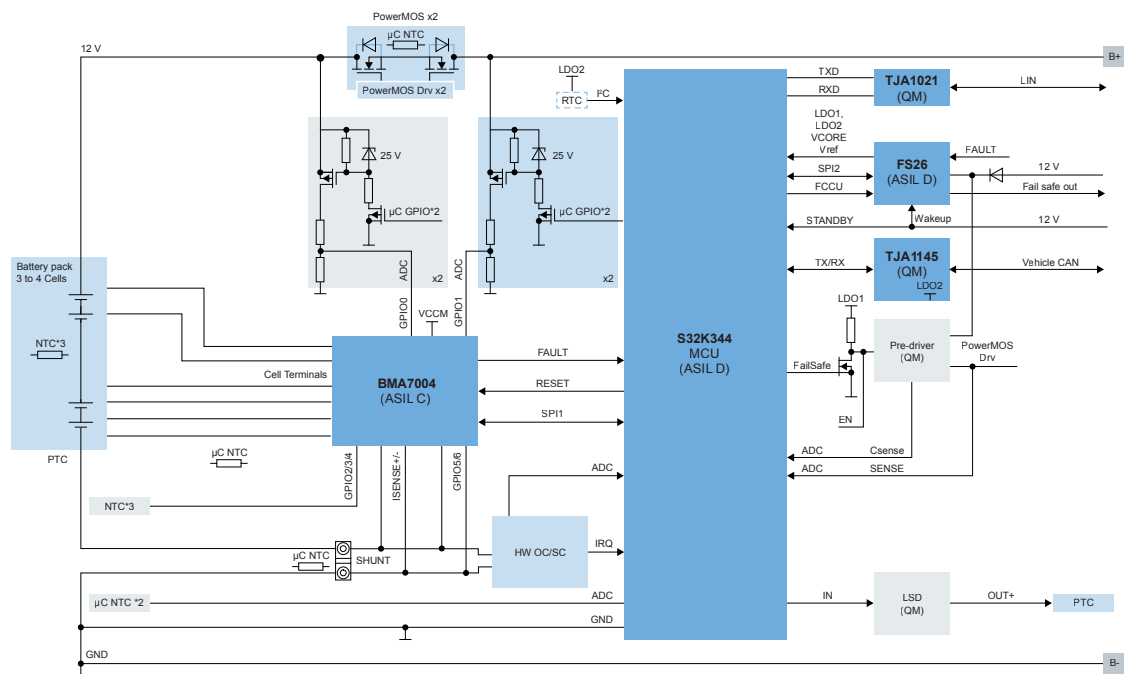 PowerMOS x2
12 V
µC NTC
B+
PowerMOS Drv x2
LDO2
RTC
I²C
TXD
RXD
TJA1021
(QM)
LIN
25 V
25 V
µC GPIO*2
µC GPIO*2
LDO1,
LDO2
VCORE
Vref
SPI2
FCCU
FS26
(ASIL D)
FAULT
12 V
Fail safe out
STANDBY
Wakeup
12 V
ADC
ADC
x2
x2
GPIO0
GPIO1
VCCM
Battery pack
3 to 4 Cells
NTC*3
PTC
TX/RX
TJA1145
(QM)
LDO2
Vehicle CAN
S32K344
MCU
(ASIL D)
LDO1
Pre-driver
(QM)
PowerMOS
Drv
FailSafe
EN
FAULT
RESET
SPI1
Cell Terminals
BMA7004
(ASIL C)
µC NTC
GPIO2/3/4
ISENSE+/-
GPIO5/6
ADC
Csense
ADC
SENSE
ADC
NTC*3
HW OC/SC
IRQ
µC NTC
SHUNT
µC NTC *2
ADC
GND
IN
LSD
(QM)
OUT+
PTC
GND
B-